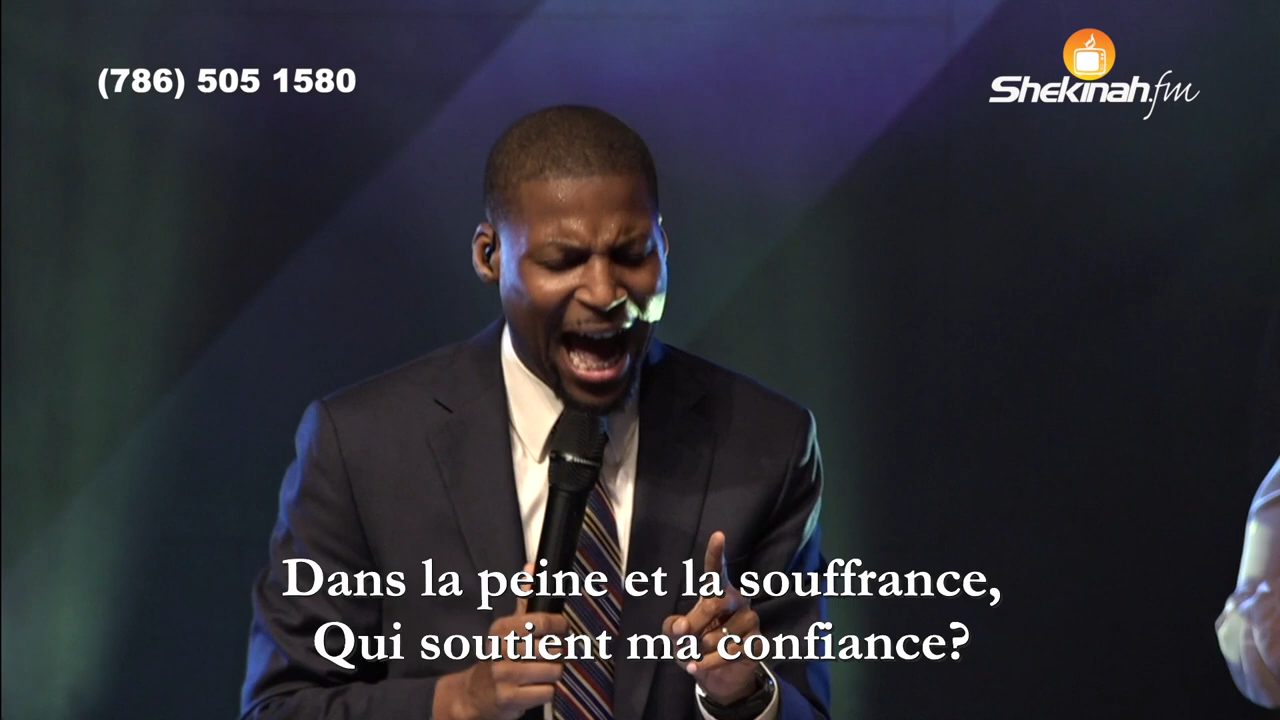 (786) 505 1580
Shekinah.fm
Dans la peine et la souffrance,
Qui soutient ma confiance?